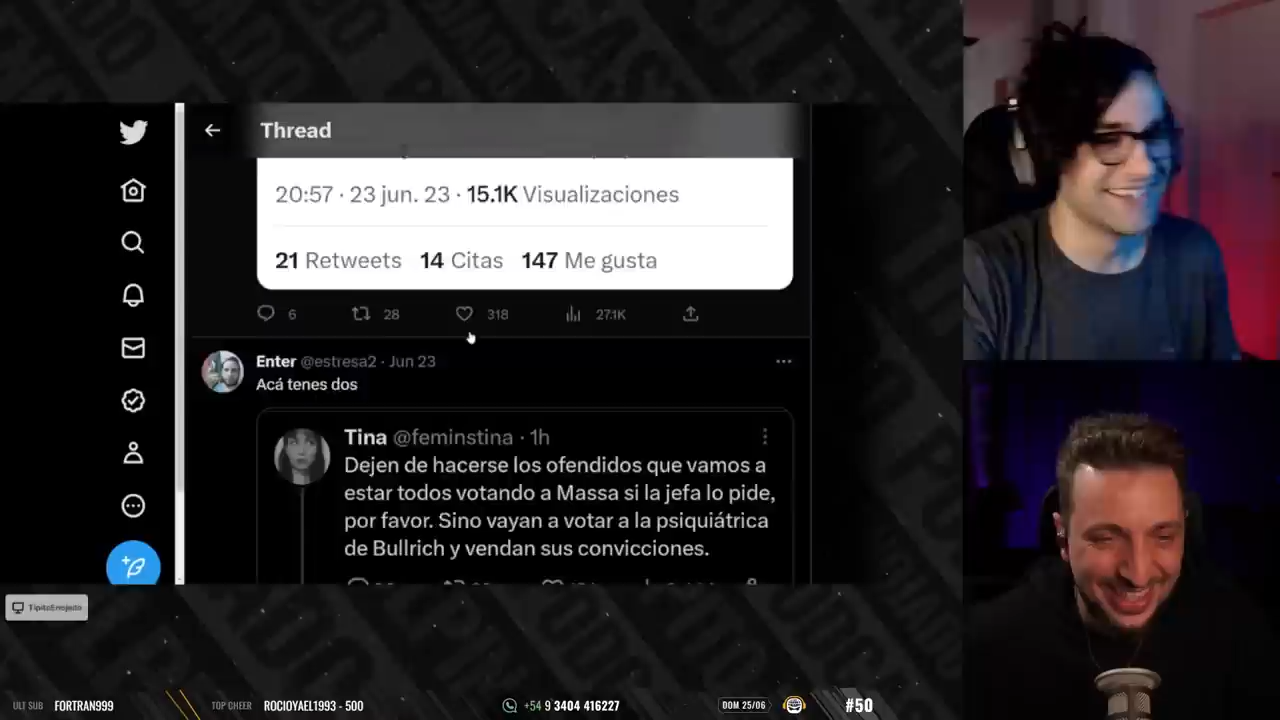 Thread
20:57 · 23 jun. 23 · 15.1K Visualizaciones
21 Retweets 14 Citas 147 Me gusta
6 28 318 27.1K
Enter @estresa2 · Jun 23
Acá tenes dos
Tina @feminstina · 1h
Dejen de hacerse los ofendidos que vamos a
estar todos votando a Massa si la jefa lo pide,
por favor. Sino vayan a votar a la psiquiátrica
de Bullrich y vendan sus convicciones.
TipitoEnojado
ULT SUB FORTRAN999 TOP CHEER ROCIOYAEL1993 - 500 +54 9 3404 416227 DOM 25/06 #50